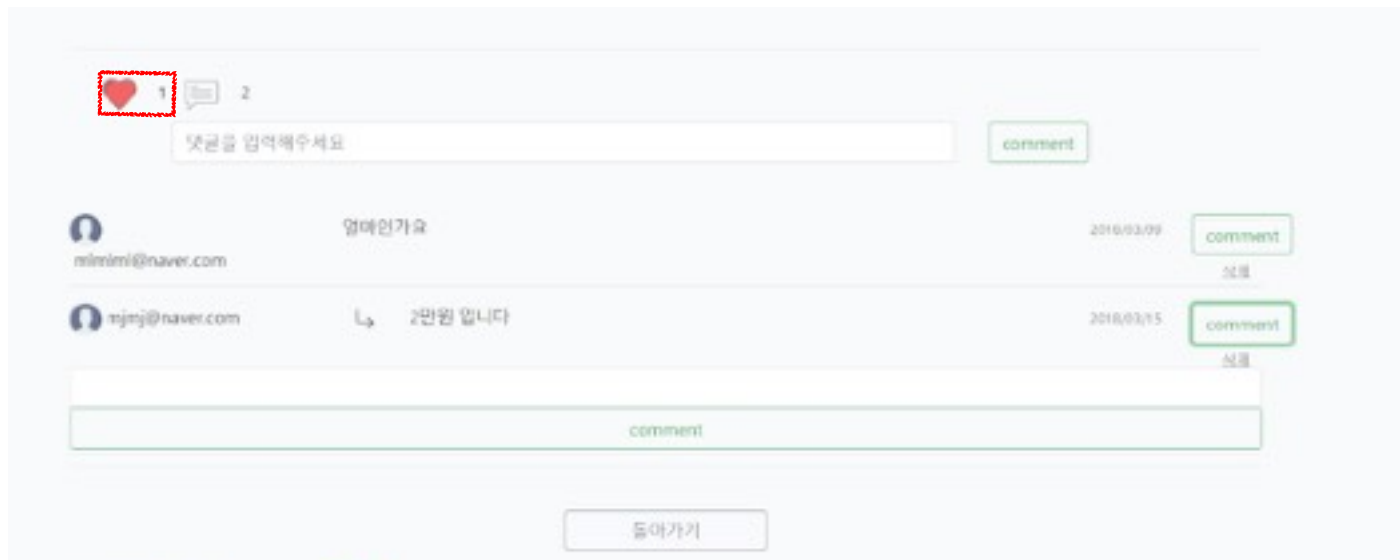 1 2
댓글을 입력해주세요 comment
얼마인가요 2018/03/09 comment
mimimi@naver.com 삭제
mjmj@naver.com 2만원 입니다 2018/03/15 comment
삭제
comment
돌아가기